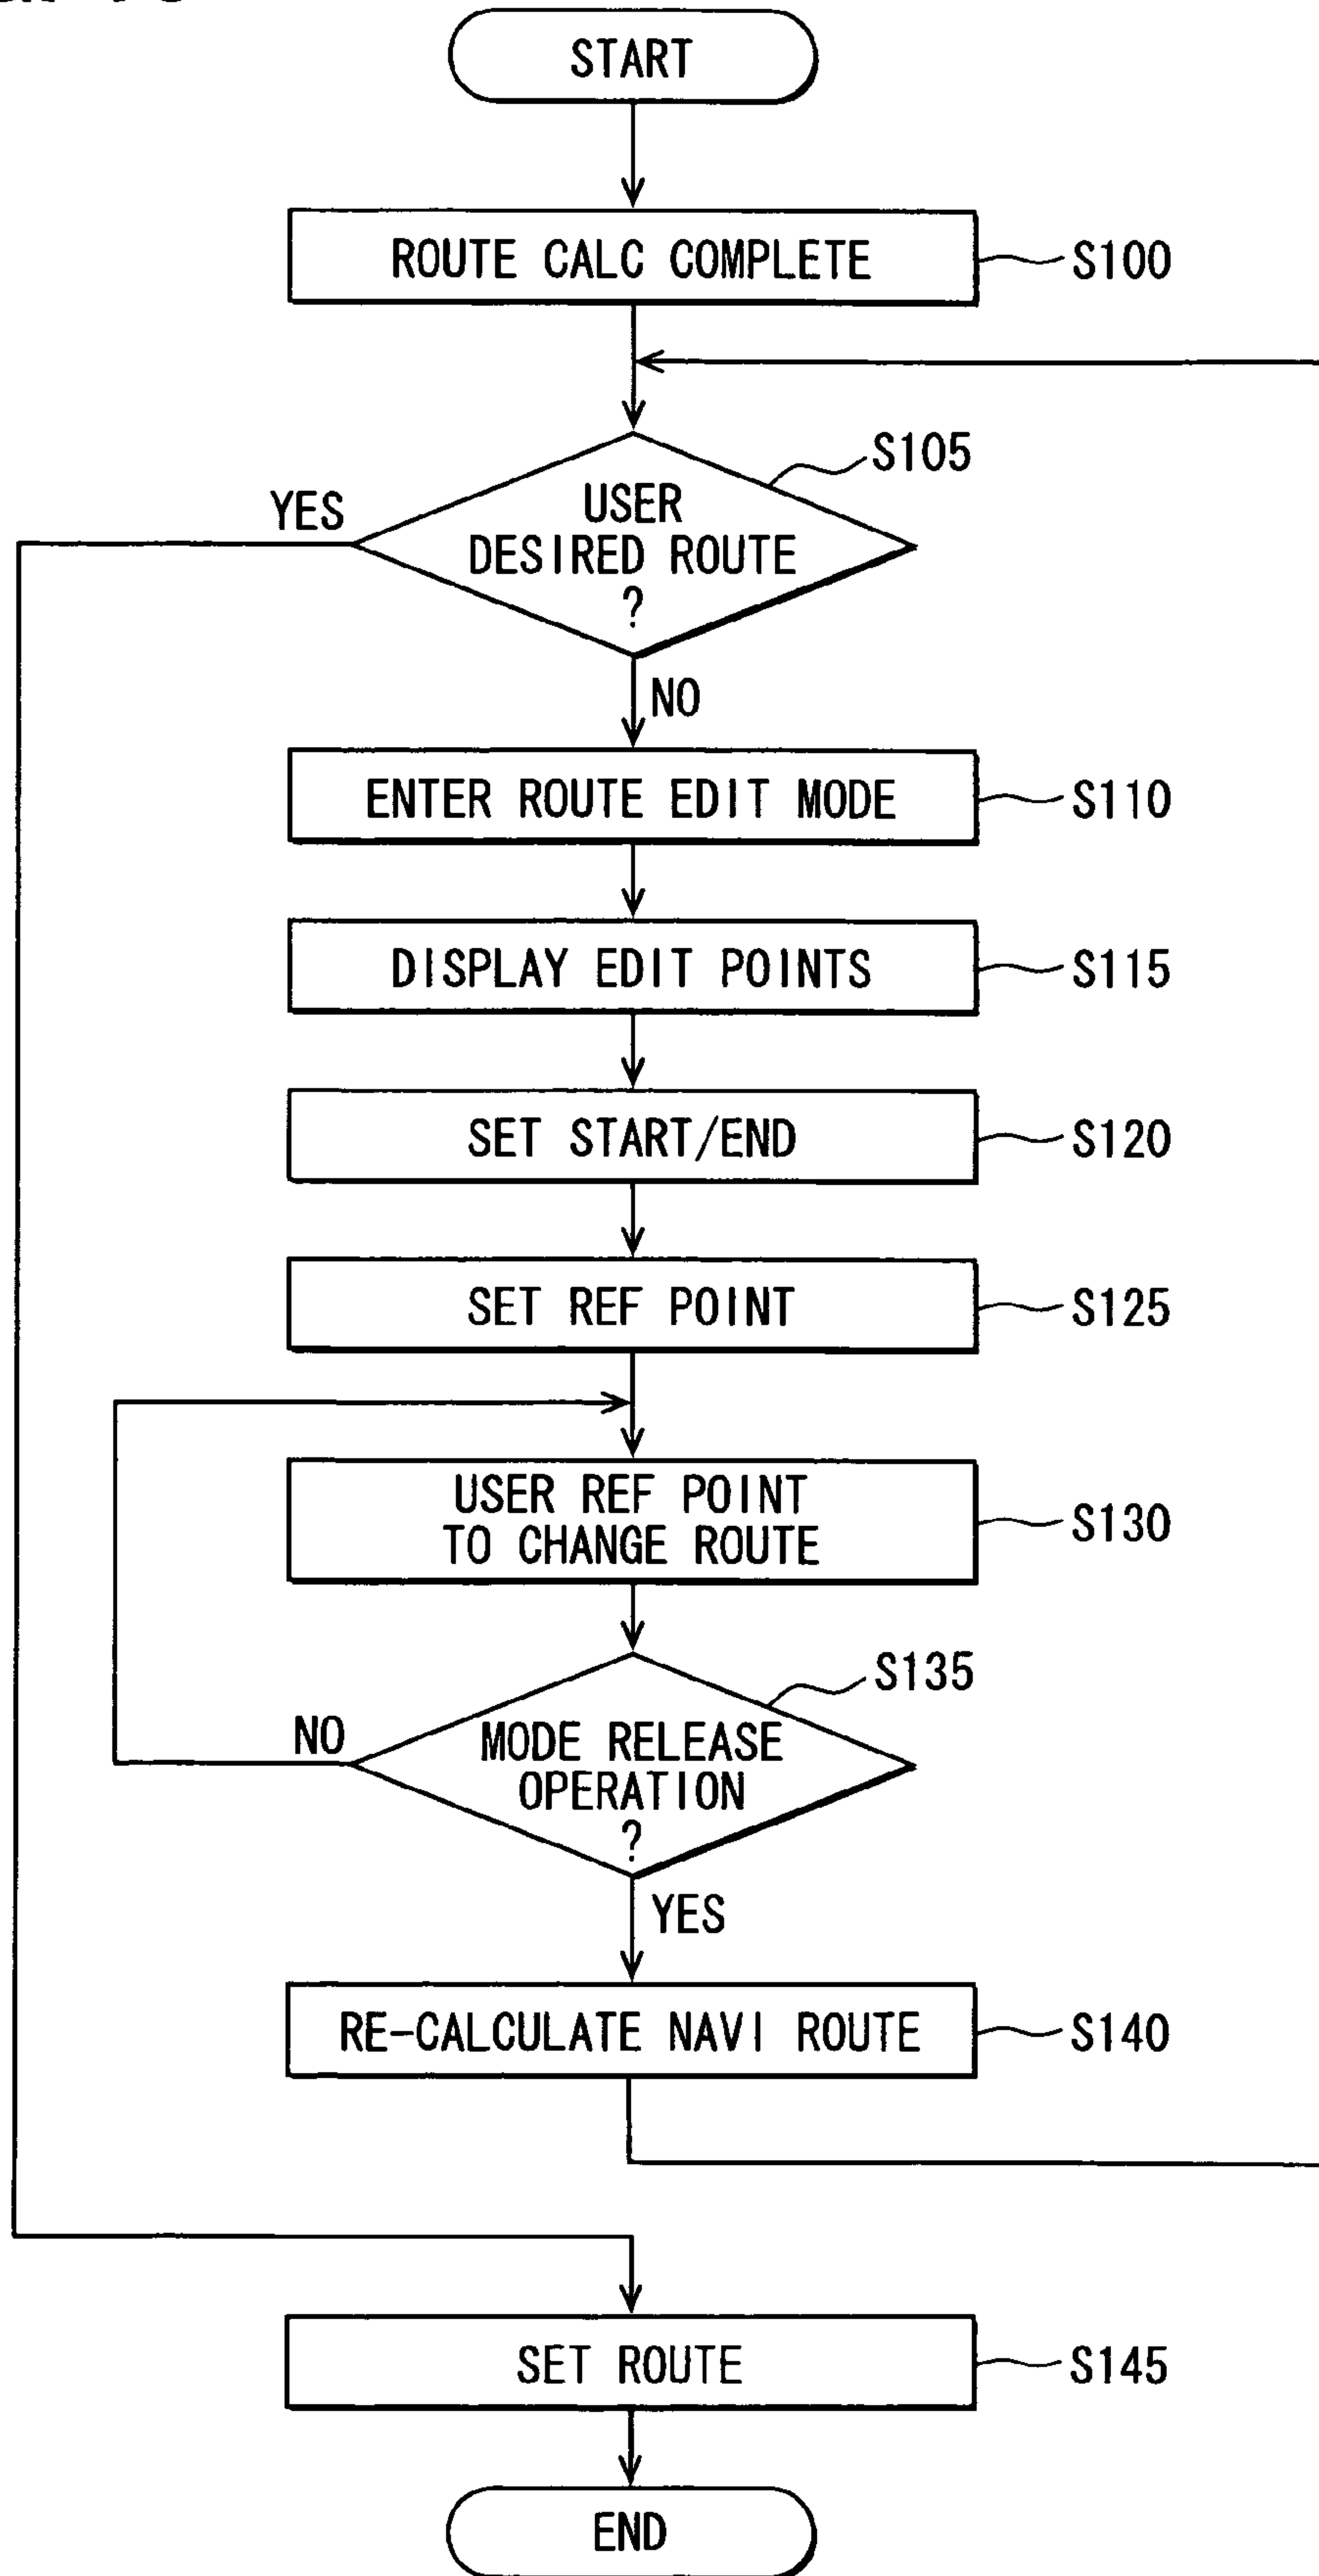 START
ROUTE CALC COMPLETE
S100
S105
YES
USER
DESIRED ROUTE
?
NO
ENTER ROUTE EDIT MODE
S110
DISPLAY EDIT POINTS
S115
SET START/END
S120
SET REF POINT
S125
USER REF POINT
TO CHANGE ROUTE
S130
S135
NO
MODE RELEASE
OPERATION
?
YES
RE-CALCULATE NAVI ROUTE
S140
SET ROUTE
S145
END